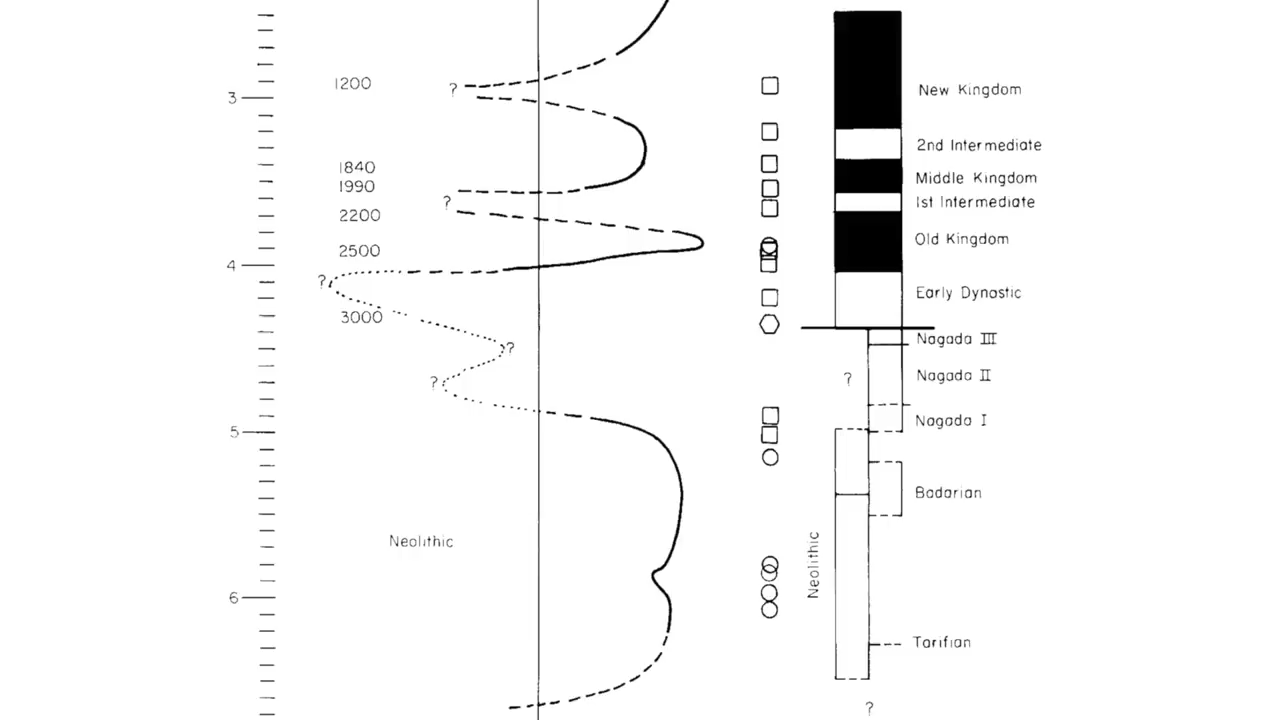 1200
?
3
New Kingdom
2nd Intermediate
1840
Middle Kingdom
1990
?
1st Intermediate
2200
Old Kingdom
2500
4
?
Early Dynastic
3000
Nagada III
?
?
Nagada II
?
Nagada I
5
Badarian
Neolithic
Neolithic
6
Tarifian
?